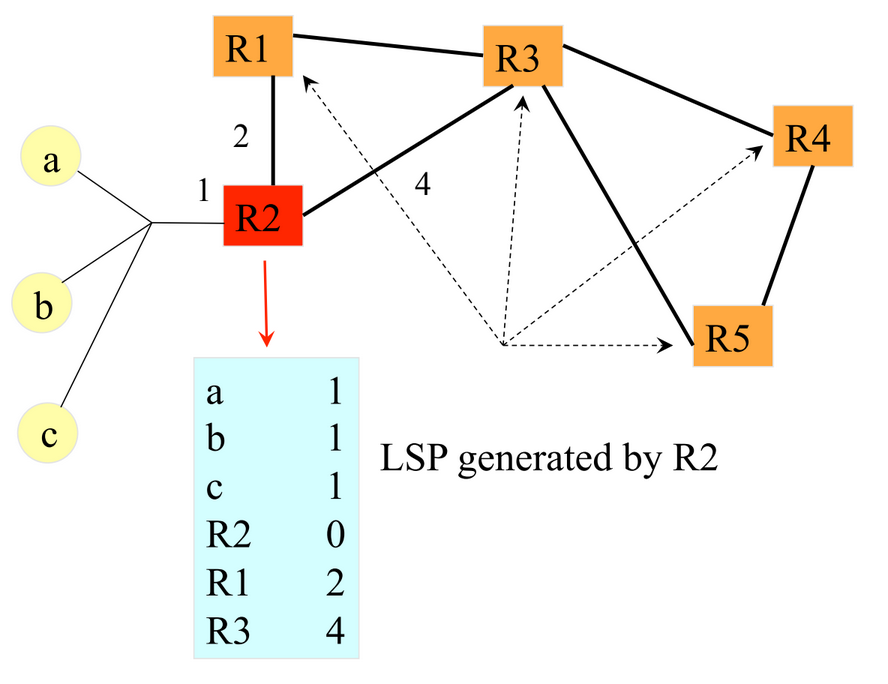 R1
R3
R4
2
a
1
4
R2
b
R5
a 1
b 1
LSP generated by R2
c
c 1
R2 0
R1 2
R3 4